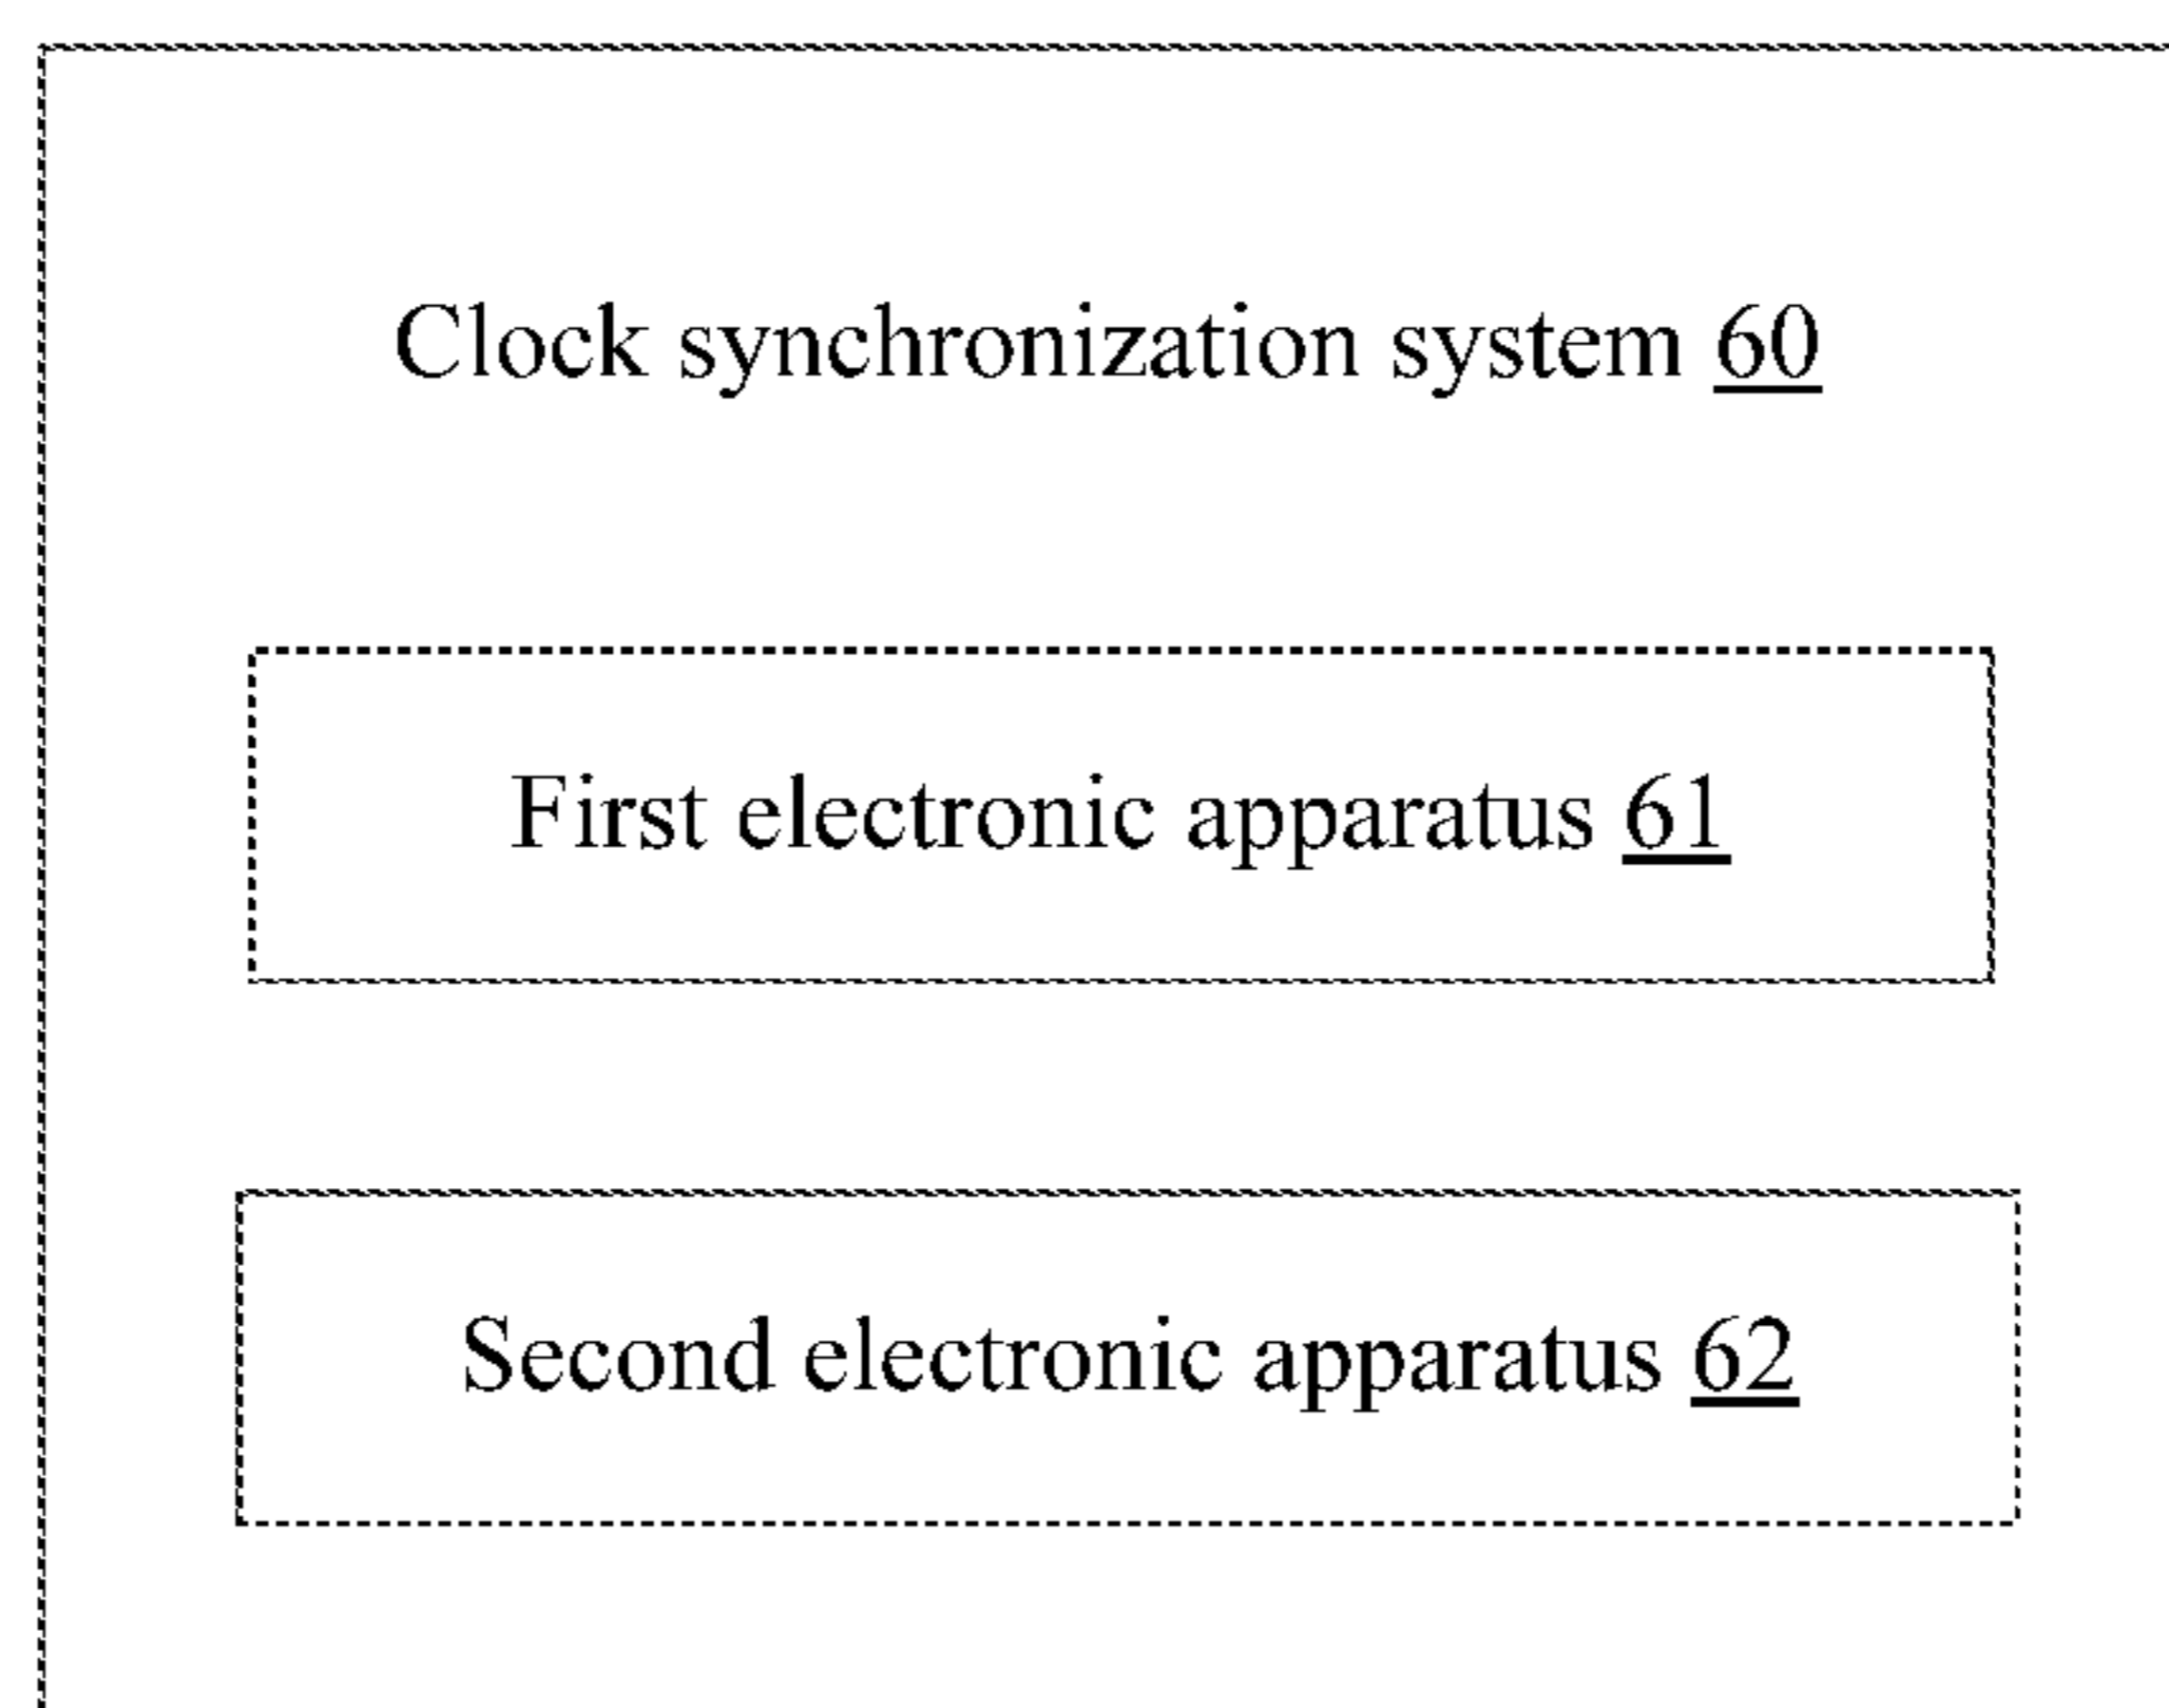 Clock synchronization system 60
First electronic apparatus 61
Second electronic apparatus 62